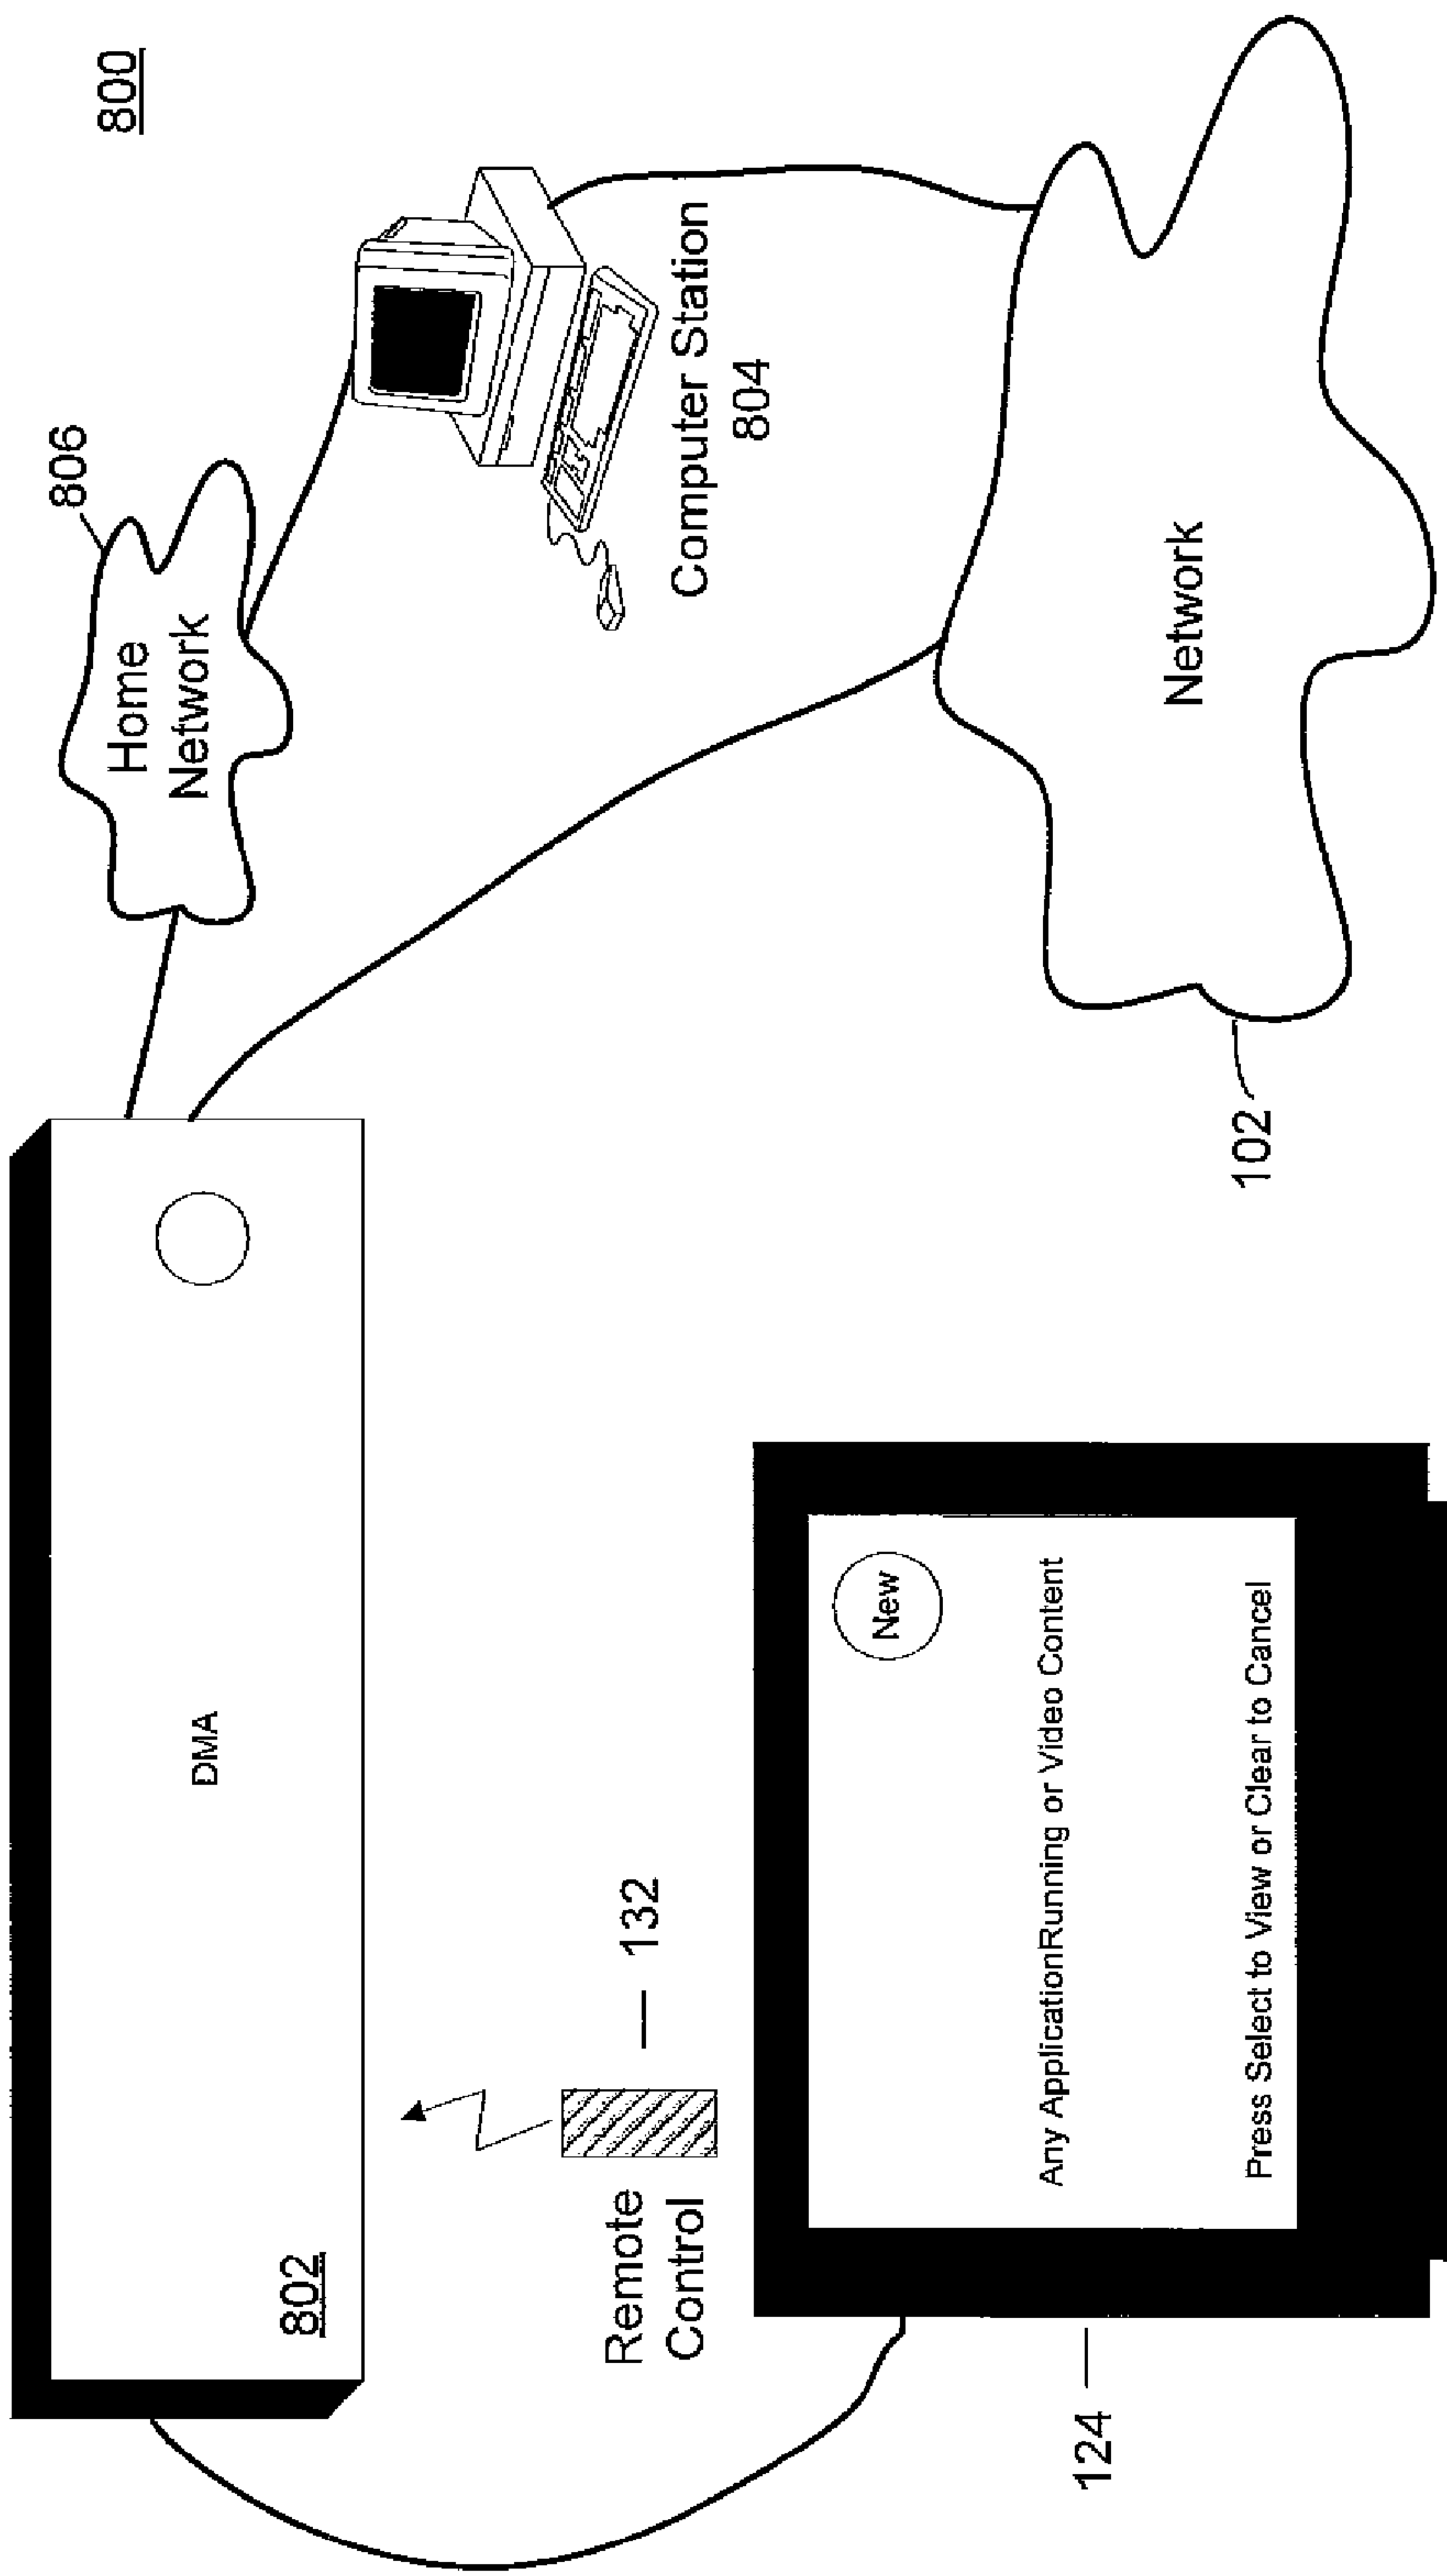 800
806
Home
Network
DMA
802
Computer Station
804
Remote
Control
132
New
Any ApplicationRunning or Video Content
Press Select to View or Clear to Cancel
124
Network
102